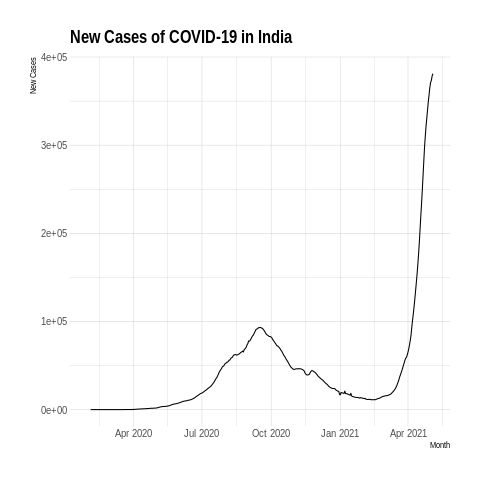 New Cases of COVID-19 in India
New Cases
4e+05
3e+05
2e+05
1e+05
0e+00
Apr 2020 Jul 2020 Oct 2020 Jan 2021 Apr 2021
Month